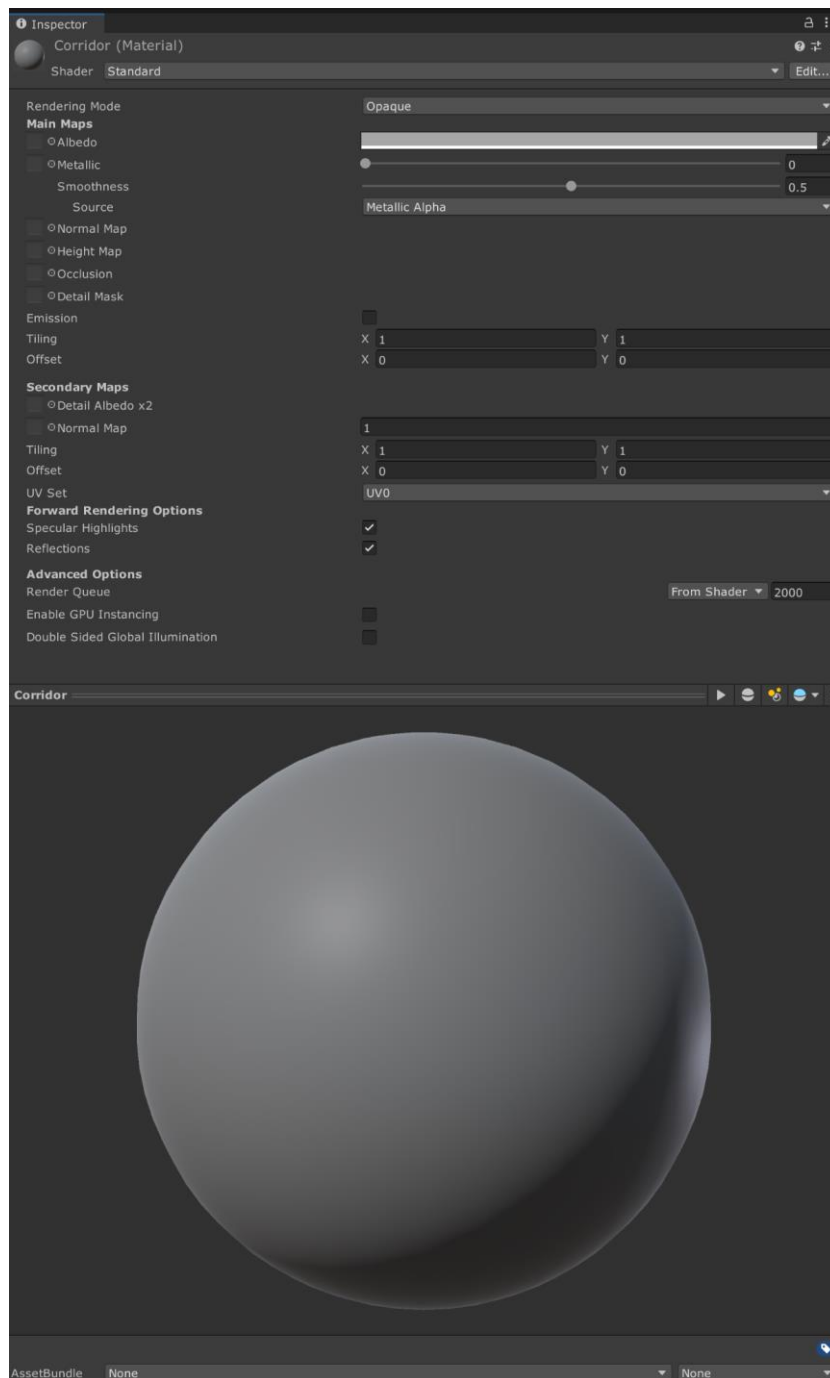 Inspector
Corridor (Material)
Shader Standard Edit...
Rendering Mode Opaque
Main Maps
Albedo
Metallic 0
Smoothness 0.5
Source Metallic Alpha
Normal Map
Height Map
Occlusion
Detail Mask
Emission
Tiling X 1 Y 1
Offset X 0 Y 0
Secondary Maps
Detail Albedo x2
Normal Map 1
Tiling X 1 Y 1
Offset X 0 Y 0
UV Set UV0
Forward Rendering Options
Specular Highlights
Reflections
Advanced Options
Render Queue From Shader 2000
Enable GPU Instancing
Double Sided Global Illumination
Corridor
AssetBundle None None